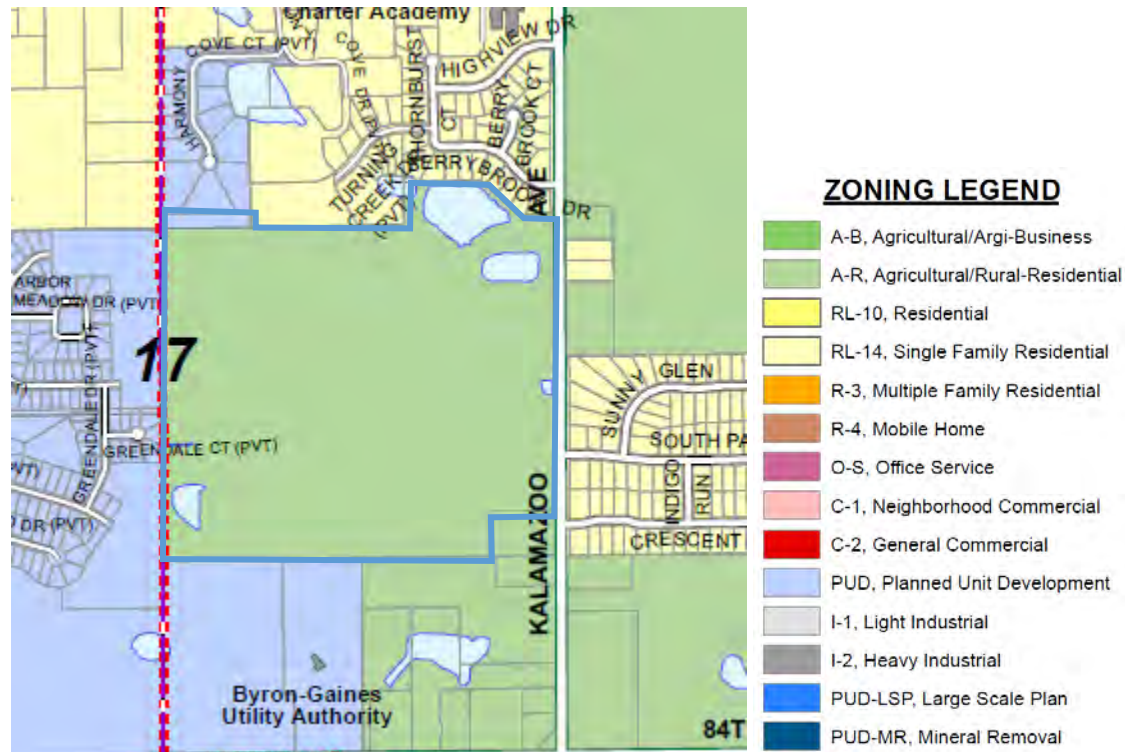 Charter Academy
COVE CT (PVT)
HARMONY
COVE DR (PVT)
THORNBURST
CT
HIGHVIEW DR
BERRY
BROOK CT
BERRY BROOK
DR
TURNING
CREEK DR
(PVT)
AVE
ARBOR
MEADOW DR (PVT)
17
GREENDALE DR (PVT)
GREENDALE CT (PVT)
DR (PVT)
SUNNY
GLEN
SOUTH PA
INDIGO
RUN
CRESCENT
KALAMAZOO
Byron-Gaines
Utility Authority
84T
ZONING LEGEND
A-B, Agricultural/Argi-Business
A-R, Agricultural/Rural-Residential
RL-10, Residential
RL-14, Single Family Residential
R-3, Multiple Family Residential
R-4, Mobile Home
O-S, Office Service
C-1, Neighborhood Commercial
C-2, General Commercial
PUD, Planned Unit Development
I-1, Light Industrial
I-2, Heavy Industrial
PUD-LSP, Large Scale Plan
PUD-MR, Mineral Removal